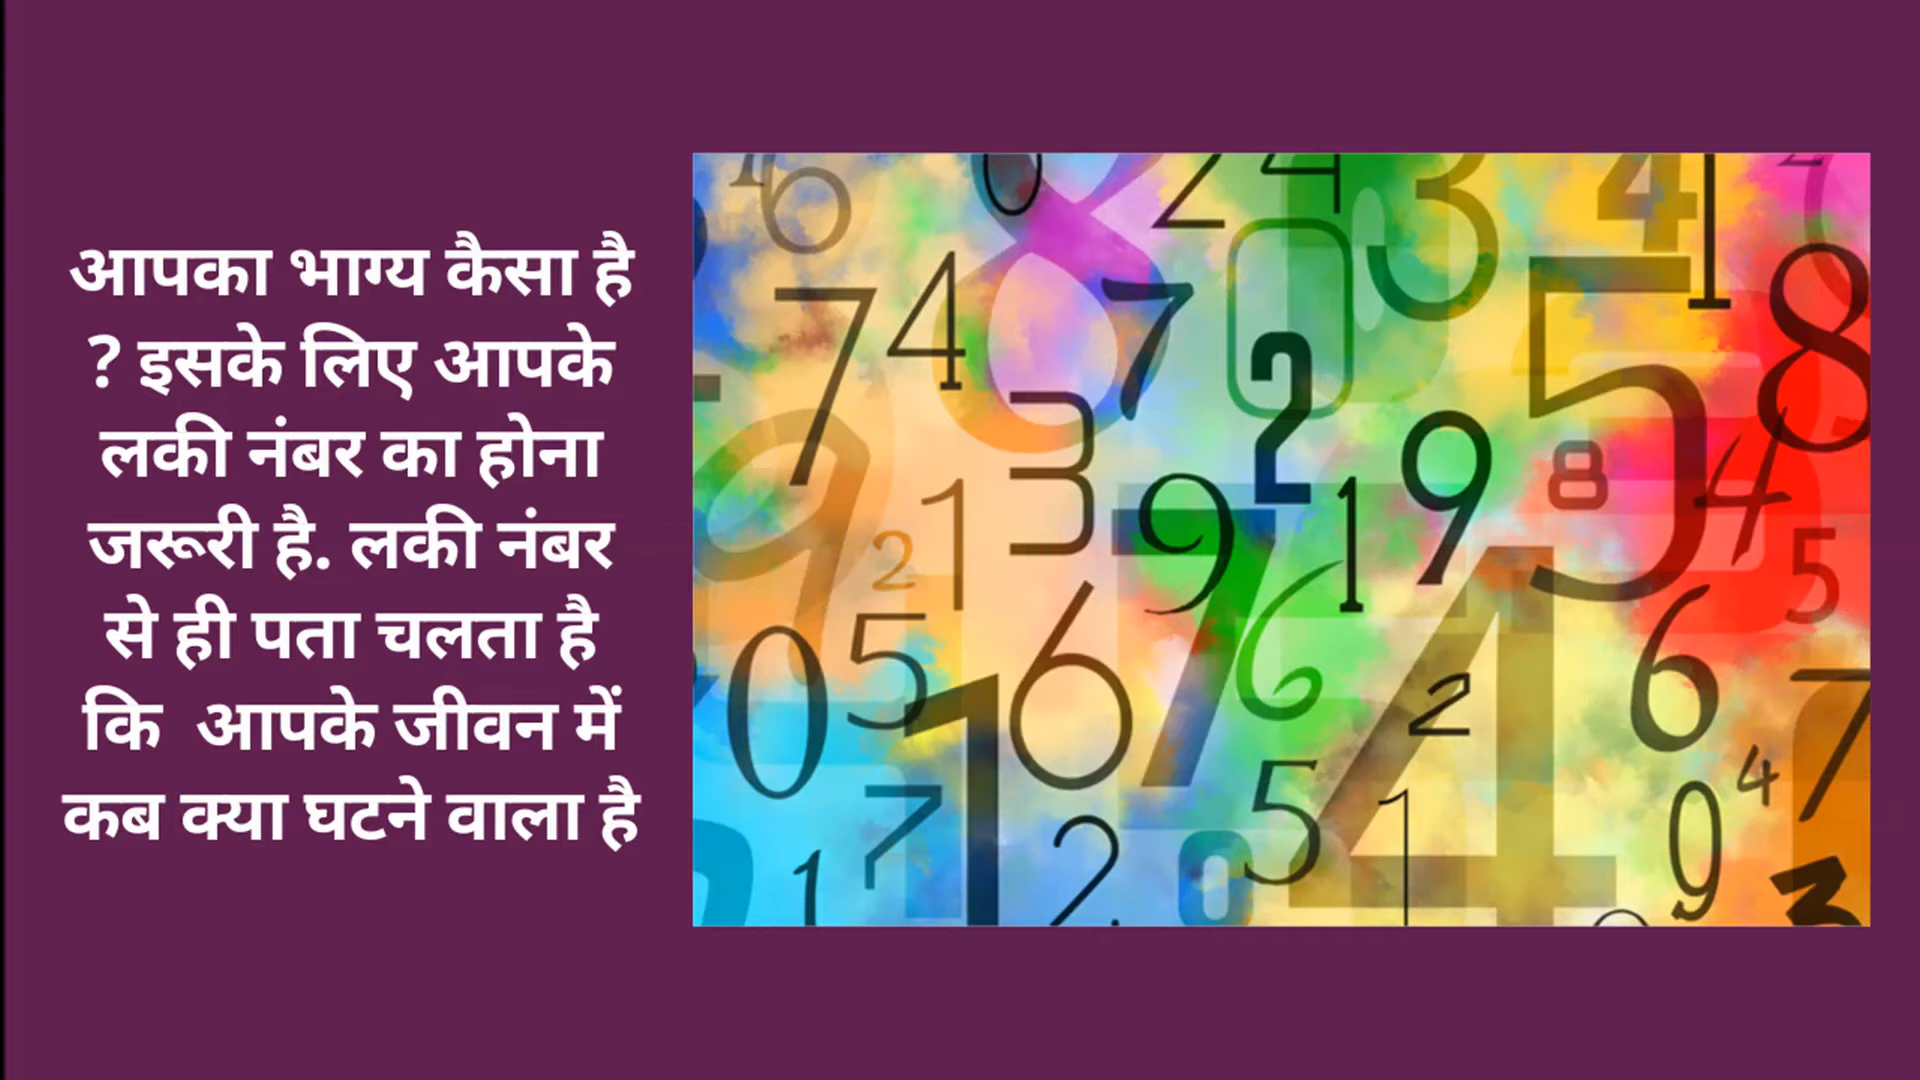 आपका भाग्य कैसा है
? इसके लिए आपके
लकी नंबर का होना
जरूरी है. लकी नंबर
से ही पता चलता है
कि  आपके जीवन में
कब क्या घटने वाला है